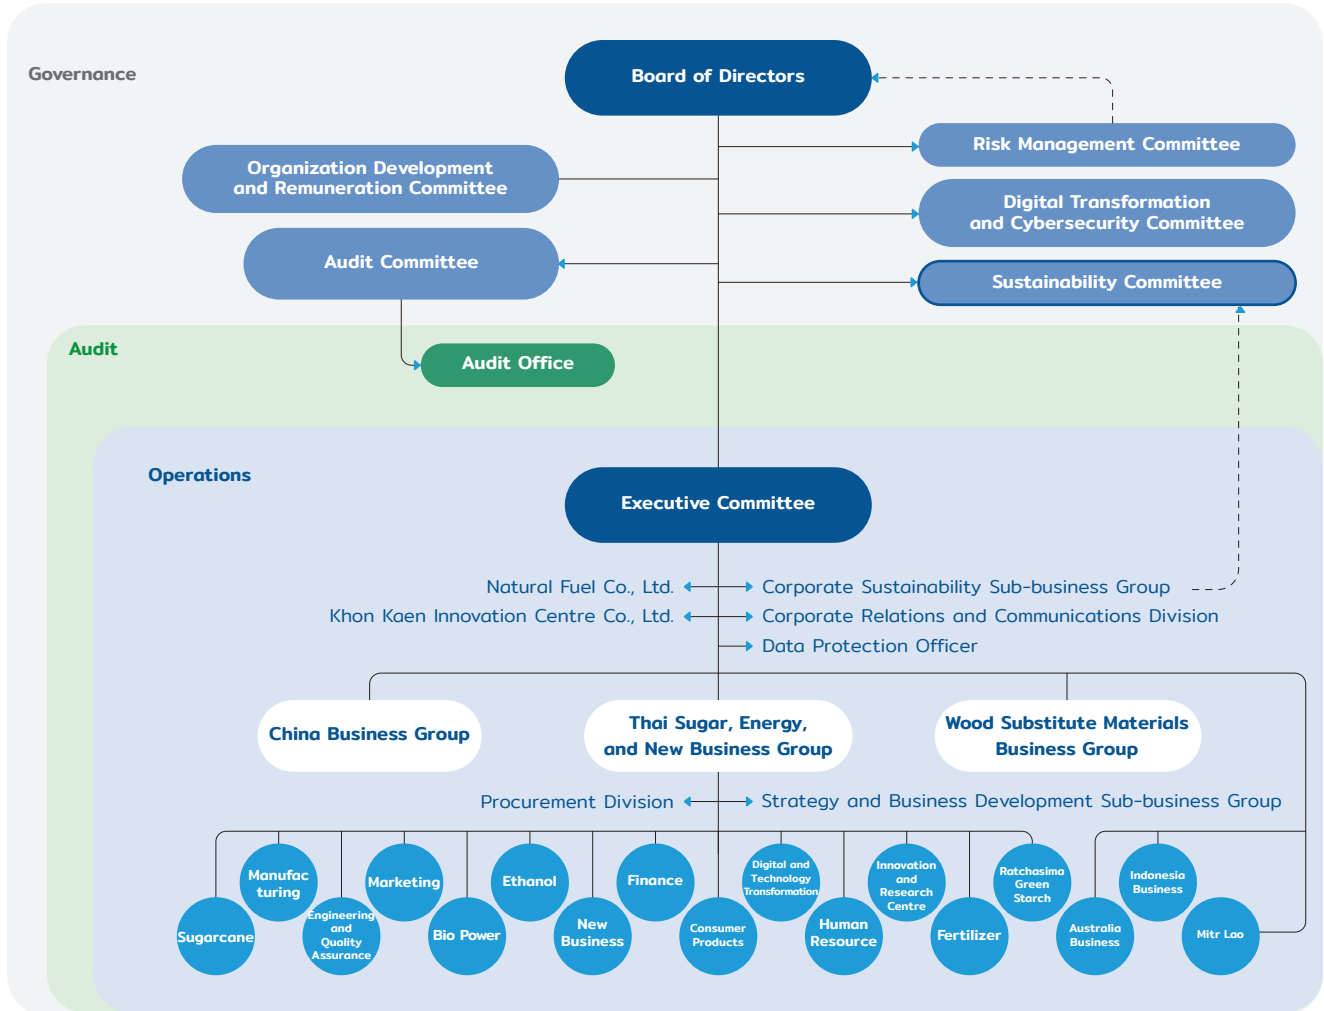 Governance
Board of Directors
Risk Management Committee
Organization Development
and Remuneration Committee
Digital Transformation
and Cybersecurity Committee
Audit Committee
Sustainability Committee
Audit
Audit Office
Operations
Executive Committee
Natural Fuel Co., Ltd.
Corporate Sustainability Sub-business Group
Khon Kaen Innovation Centre Co., Ltd.
Corporate Relations and Communications Division
Data Protection Officer
China Business Group
Thai Sugar, Energy,
and New Business Group
Wood Substitute Materials
Business Group
Procurement Division
Strategy and Business Development Sub-business Group
Sugarcane
Manufac
turing
Engineering
and
Quality
Assurance
Marketing
Bio Power
Ethanol
New
Business
Finance
Consumer
Products
Digital and
Technology
Transformation
Human
Resource
Innovation
and
Research
Centre
Fertilizer
Ratchasima
Green
Starch
Australia
Business
Indonesia
Business
Mitr Lao